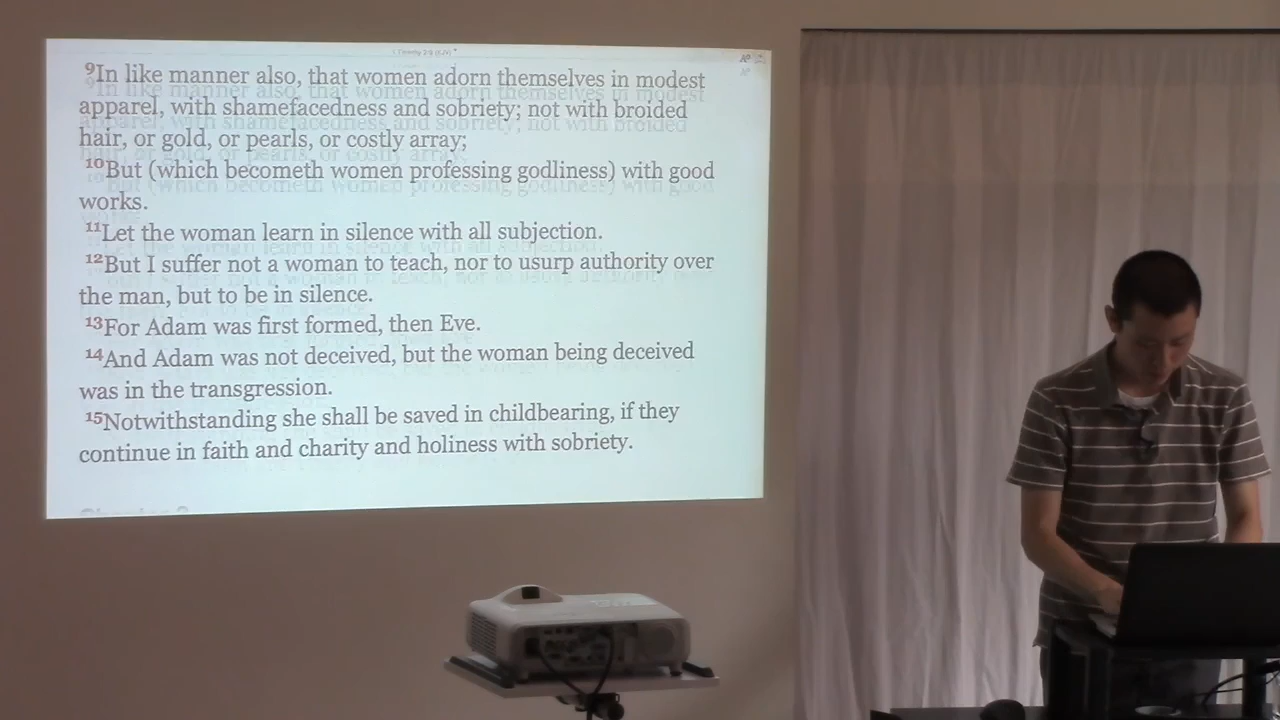 1 Timothy 2:9 (KJV)
9In like manner also, that women adorn themselves in modest
apparel, with shamefacedness and sobriety; not with broided
hair, or gold, or pearls, or costly array;
10But (which becometh women professing godliness) with good
works.
11Let the woman learn in silence with all subjection.
12But I suffer not a woman to teach, nor to usurp authority over
the man, but to be in silence.
13For Adam was first formed, then Eve.
14And Adam was not deceived, but the woman being deceived
was in the transgression.
15Notwithstanding she shall be saved in childbearing, if they
continue in faith and charity and holiness with sobriety.